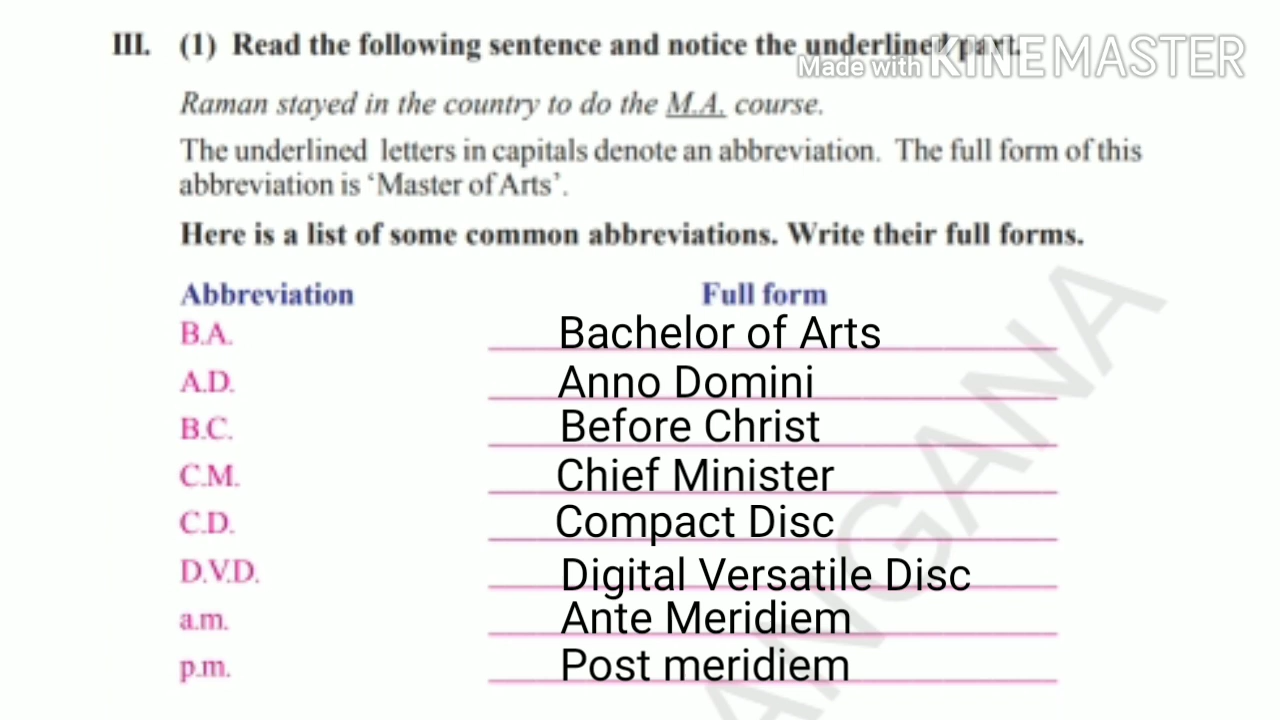 III. (1) Read the following sentence and notice the underlined part.
Made with KINEMASTER
Raman stayed in the country to do the M.A. course.
The underlined letters in capitals denote an abbreviation. The full form of this
abbreviation is ‘Master of Arts’.
Here is a list of some common abbreviations. Write their full forms.
Abbreviation Full form
B.A. Bachelor of Arts
A.D. Anno Domini
B.C. Before Christ
C.M. Chief Minister
C.D. Compact Disc
D.V.D. Digital Versatile Disc
a.m. Ante Meridiem
p.m. Post meridiem
ANGANA